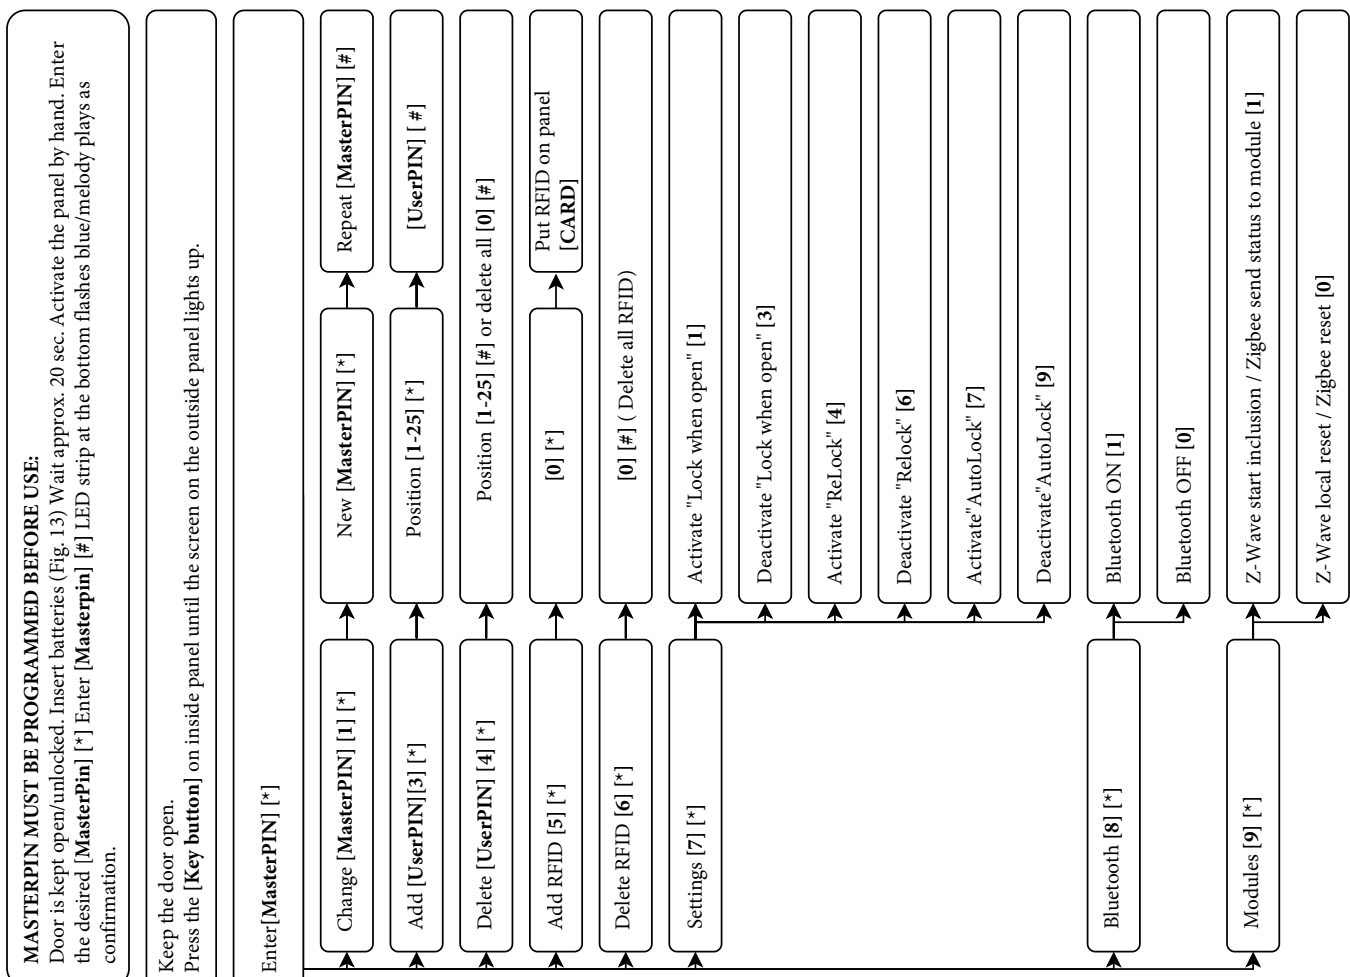 MASTERPIN MUST BE PROGRAMMED BEFORE USE:
Door is kept open/unlocked. Insert batteries (Fig. 13) Wait approx. 20 sec. Activate the panel by hand. Enter
the desired [MasterPin] [*] Enter [Masterpin] [#] LED strip at the bottom flashes blue/melody plays as
confirmation.
Keep the door open.
Press the [Key button] on inside panel until the screen on the outside panel lights up.
Enter[MasterPIN] [*]
Change [MasterPIN] [1] [*]
New [MasterPIN] [*]
Repeat [MasterPIN] [#]
Add [UserPIN][3] [*]
Position [1-25] [*]
[UserPIN] [ #]
Delete [UserPIN] [4] [*]
Position [1-25] [#] or delete all [0] [#]
Add RFID [5] [*]
[0] [*]
Put RFID on panel
[CARD]
Delete RFID [6] [*]
[0] [#] ( Delete all RFID)
Settings [7] [*]
Activate "Lock when open" [1]
Deactivate "Lock when open" [3]
Activate "ReLock" [4]
Deactivate "Relock" [6]
Activate"AutoLock" [7]
Deactivate"AutoLock" [9]
Bluetooth [8] [*]
Bluetooth ON [1]
Bluetooth OFF [0]
Modules [9] [*]
Z-Wave start inclusion / Zigbee send status to module [1]
Z-Wave local reset / Zigbee reset [0]